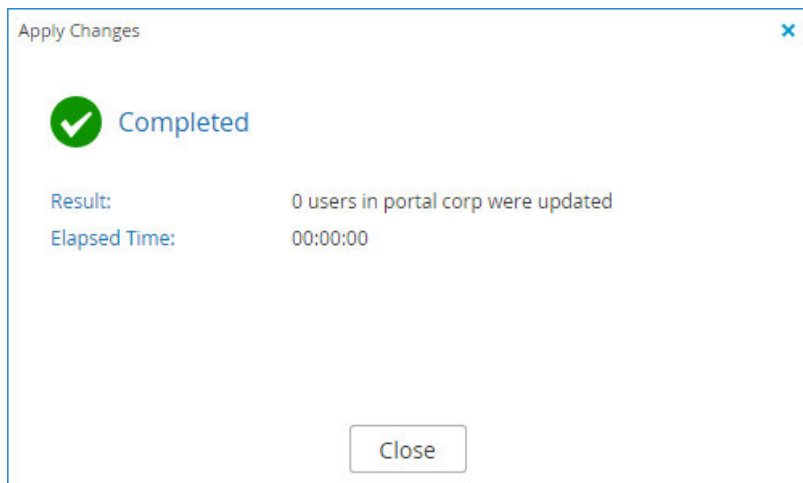 Apply Changes
Completed
Result: 0 users in portal corp were updated
Elapsed Time: 00:00:00
Close